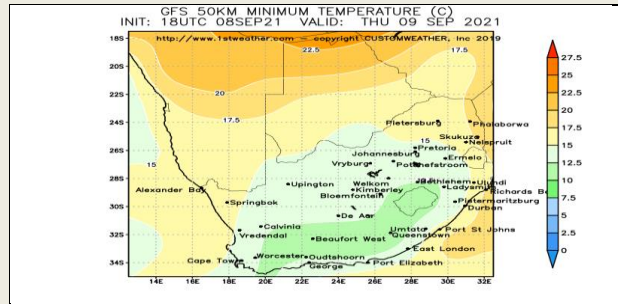 GFS 50KM MINIMUM TEMPERATURE (C)
INIT: 18UTC 08SEP21 VALID: THU 09 SEP 2021
http://www.1stweather.com – copyright CUSTOMWEATHER, Inc 2019
18S
20S
22S
24S
26S
28S
30S
32S
34S
22.5
17.5
20
17.5
15
15
Pietersburg
Phalaborwa
Skukuza
Nelspruit
Pretoria
Johannesburg
Vryburg
Potchefstroom
Ermelo
Alexander Bay
Upington
Welkom
Kimberley
Bloemfontein
Bethlehem
Ulundi
Ladysmith
Richards B
Springbok
De Aar
Pietermaritzburg
Durban
Calvinia
Vredendal
Beaufort West
Umtata
Port St Johns
Queenstown
East London
Cape Town
Worcester
Oudtshoorn
George
Port Elizabeth
14E
16E
18E
20E
22E
24E
26E
28E
30E
32E
27.5
25
22.5
20
17.5
15
12.5
10
7.5
5
2.5
0